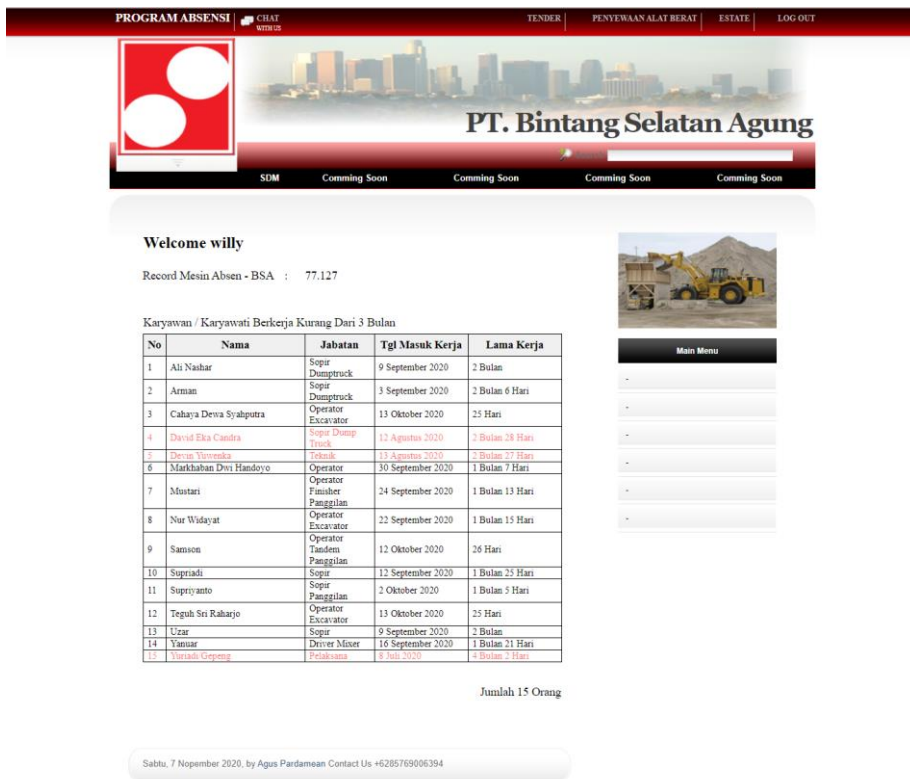 PROGRAM ABSENSI CHAT WITH US TENDER PENYEWAAN ALAT BERAT ESTATE LOG OUT
PT. Bintang Selatan Agung
SDM Comming Soon Comming Soon Comming Soon Comming Soon
Welcome willy
Record Mesin Absen - BSA : 77.127
Karyawan / Karyawati Berkerja Kurang Dari 3 Bulan
No Nama Jabatan Tgl Masuk Kerja Lama Kerja
1 Ali Nashar Sopir Dumptruck 9 September 2020 2 Bulan
2 Arman Sopir Dumptruck 3 September 2020 2 Bulan 6 Hari
3 Cahaya Dewa Syahputra Operator Excavator 13 Oktober 2020 25 Hari
4 David Eka Candra Sopir Dump Truck 12 Agustus 2020 2 Bulan 28 Hari
5 Devin Yuwenka Teknik 13 Agustus 2020 2 Bulan 27 Hari
6 Markhaban Dwi Handoyo Operator 30 September 2020 1 Bulan 7 Hari
7 Mustari Operator Finisher Panggilan 24 September 2020 1 Bulan 13 Hari
8 Nur Widayat Operator Excavator 22 September 2020 1 Bulan 15 Hari
9 Samson Operator Tandem Panggilan 12 Oktober 2020 26 Hari
10 Supriadi Sopir 12 September 2020 1 Bulan 25 Hari
11 Supriyanto Sopir Panggilan 2 Oktober 2020 1 Bulan 5 Hari
12 Teguh Sri Raharjo Operator Excavator 13 Oktober 2020 25 Hari
13 Uzar Sopir 9 September 2020 2 Bulan
14 Yanuar Driver Mixer 16 September 2020 1 Bulan 21 Hari
15 Yuriadi Gepeng Pelaksana 8 Juli 2020 4 Bulan 2 Hari
Jumlah 15 Orang
Main Menu
-
-
-
-
-
-
Sabtu, 7 Nopember 2020, by Agus Pardamean Contact Us +6285769006394